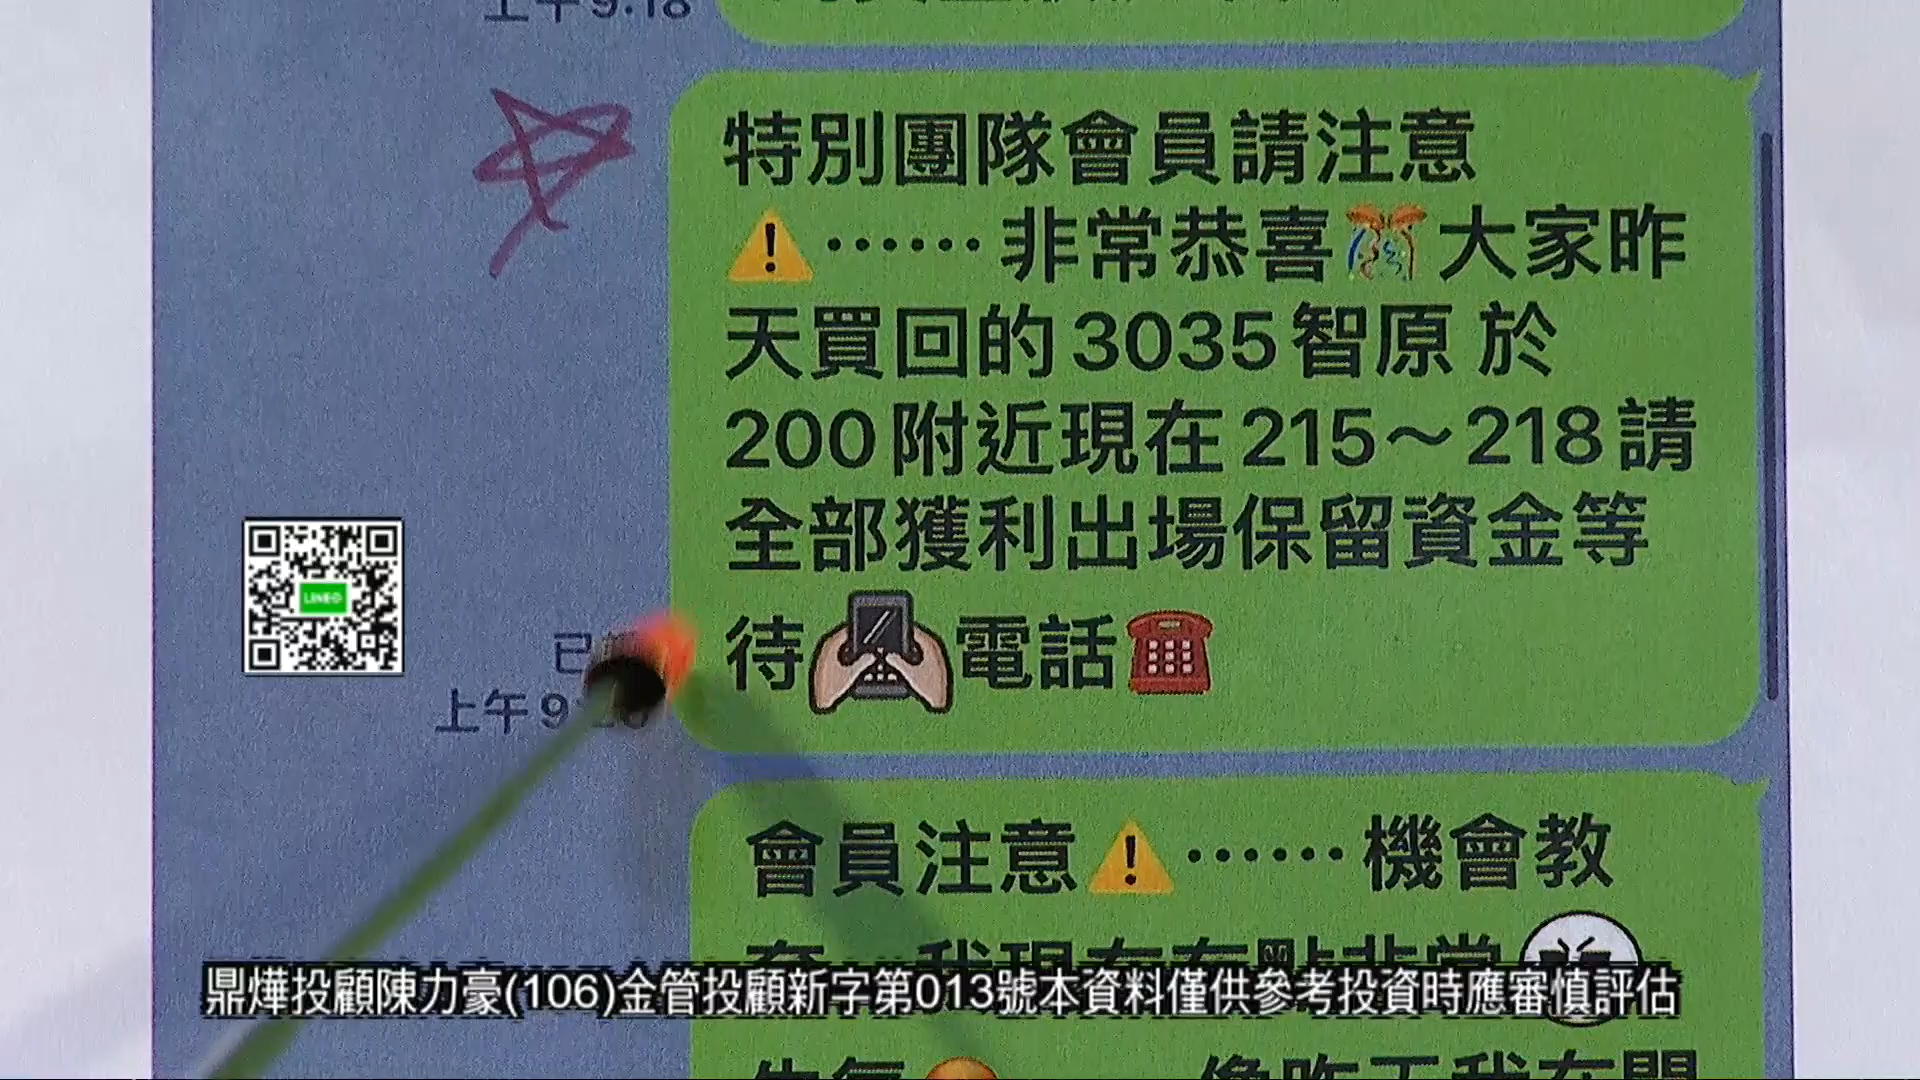 上午9:18
特別團隊會員請注意
⚠️⋯⋯非常恭喜🎊大家昨
天買回的3035智原 於
200附近現在215～218請
全部獲利出場保留資金等
待📱電話☎️
上午9
會員注意⚠️⋯⋯機會教
LINE@
鼎燁投顧陳力豪(106)金管投顧新字第013號本資料僅供參考投資時應審慎評估